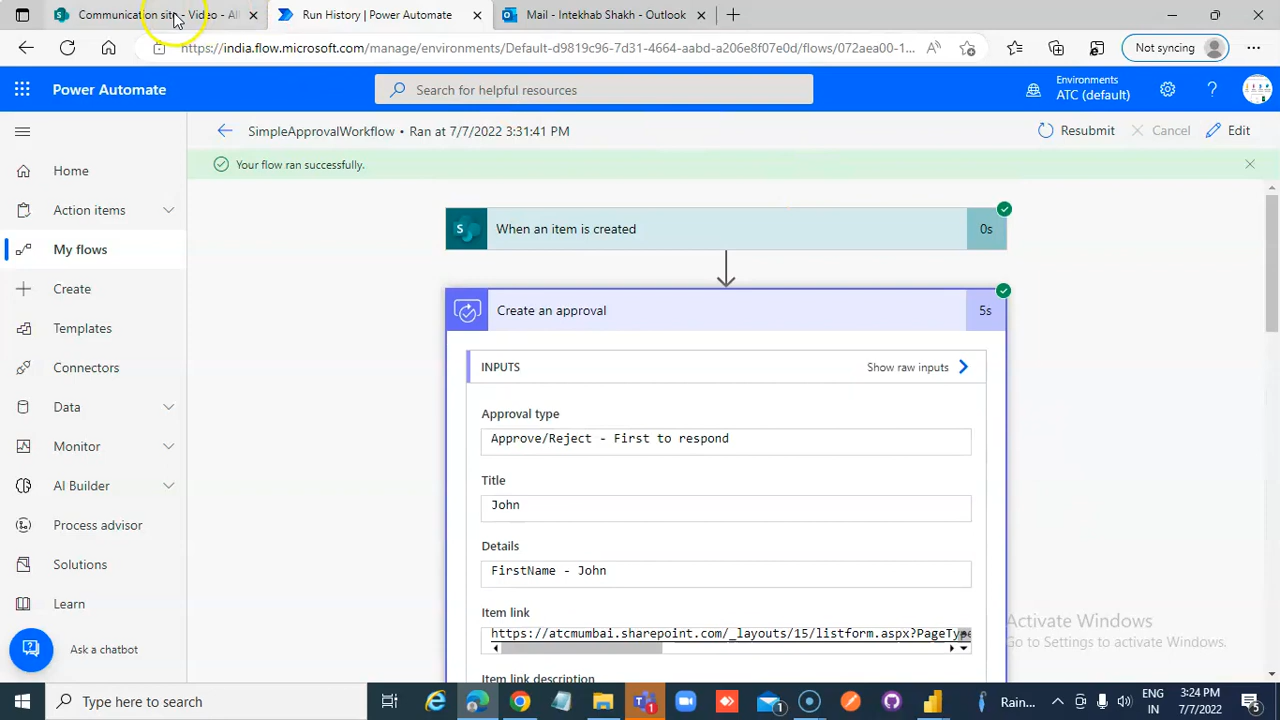 Communication site - Video - All
Run History | Power Automate
Mail - Intekhab Shakh - Outlook
https://india.flow.microsoft.com/manage/environments/default-d9819c96-7d31-4664-aabd-a206e8f07e0d/flows/072aea00-1...
Not syncing
Power Automate
Search for helpful resources
Environments
ATC (default)
SimpleApprovalWorkflow • Ran at 7/7/2022 3:31:41 PM
Resubmit
Cancel
Edit
Your flow ran successfully.
Home
Action items
My flows
Create
Templates
Connectors
Data
Monitor
AI Builder
Process advisor
Solutions
Learn
Ask a chatbot
When an item is created
0s
Create an approval
5s
INPUTS
Show raw inputs
Approval type
Approve/Reject - First to respond
Title
John
Details
FirstName - John
Item link
https://atcmumbai.sharepoint.com/_layouts/15/listform.aspx?PageType
Item link description
Activate Windows
Go to Settings to activate Windows.
Type here to search
Rain...
ENG
IN
3:24 PM
7/7/2022